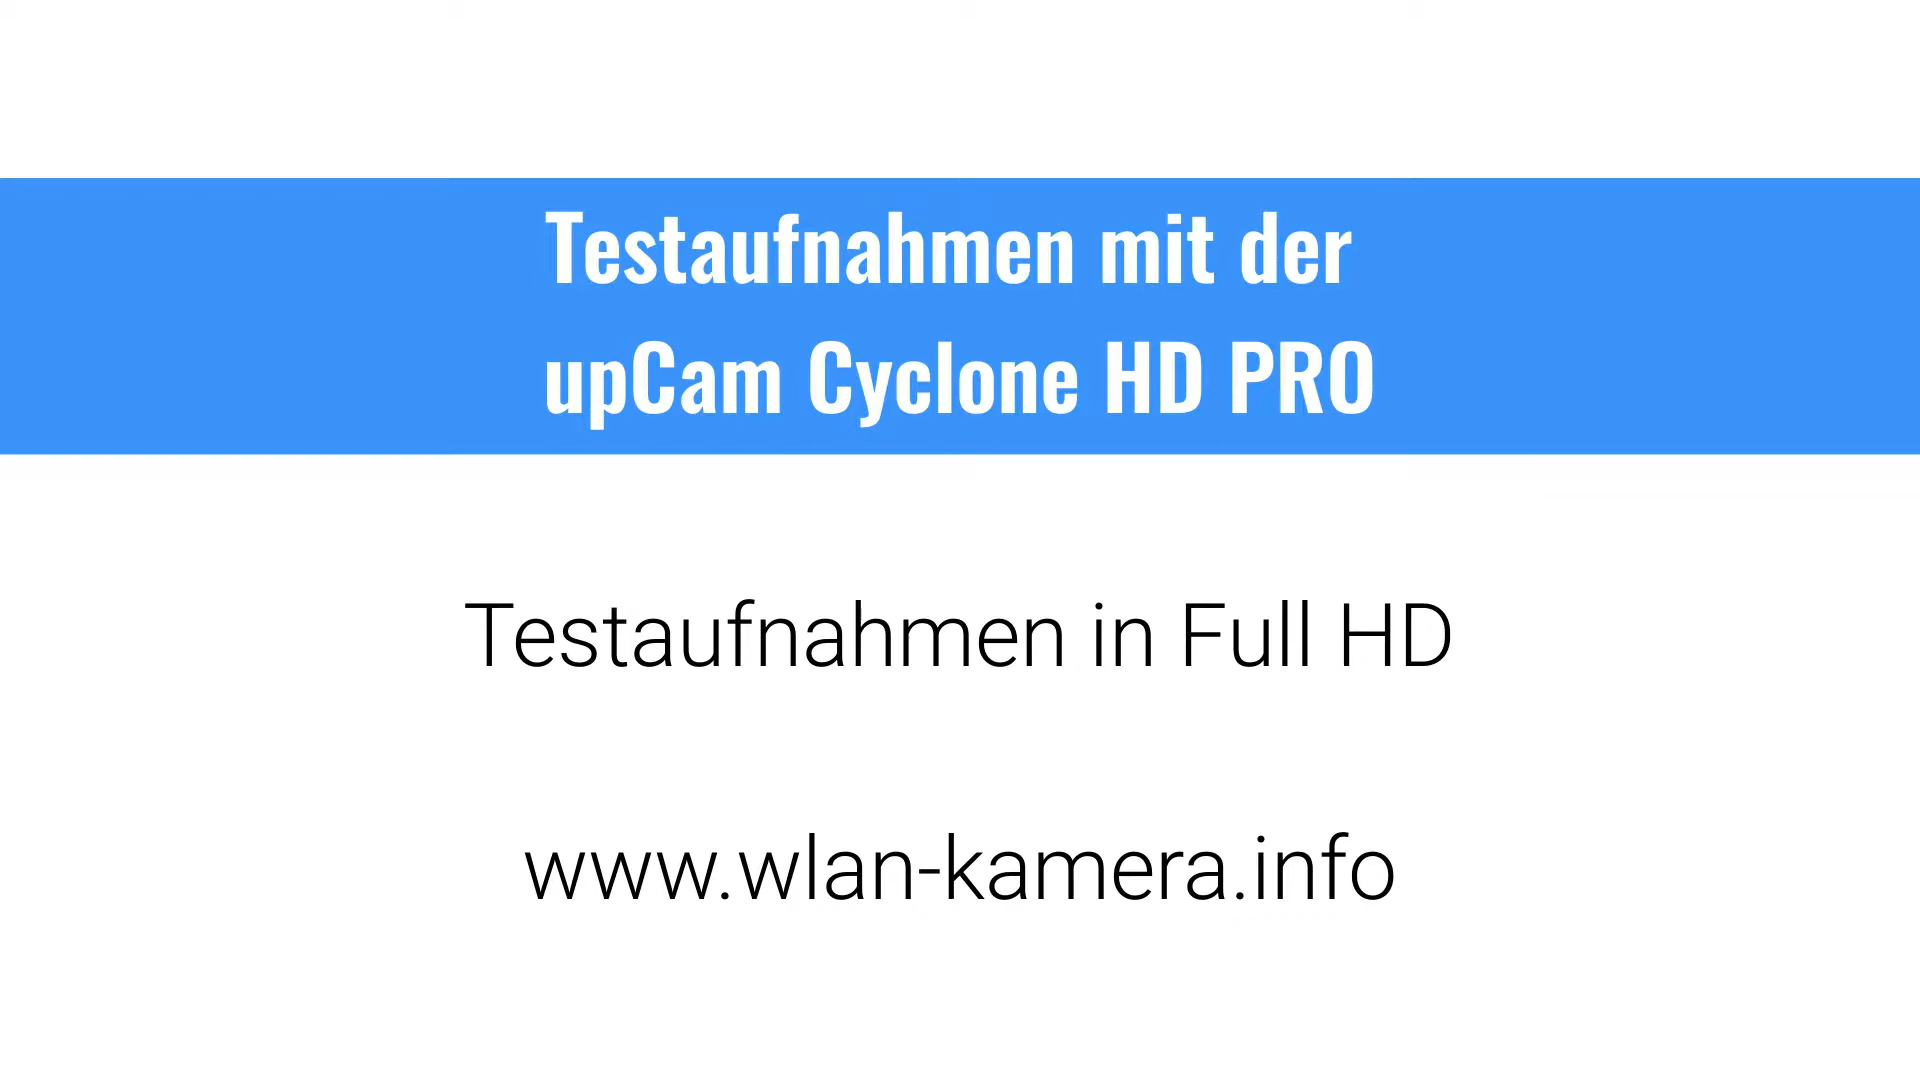 Testaufnahmen mit der
upCam Cyclone HD PRO
Testaufnahmen in Full HD
www.wlan-kamera.info